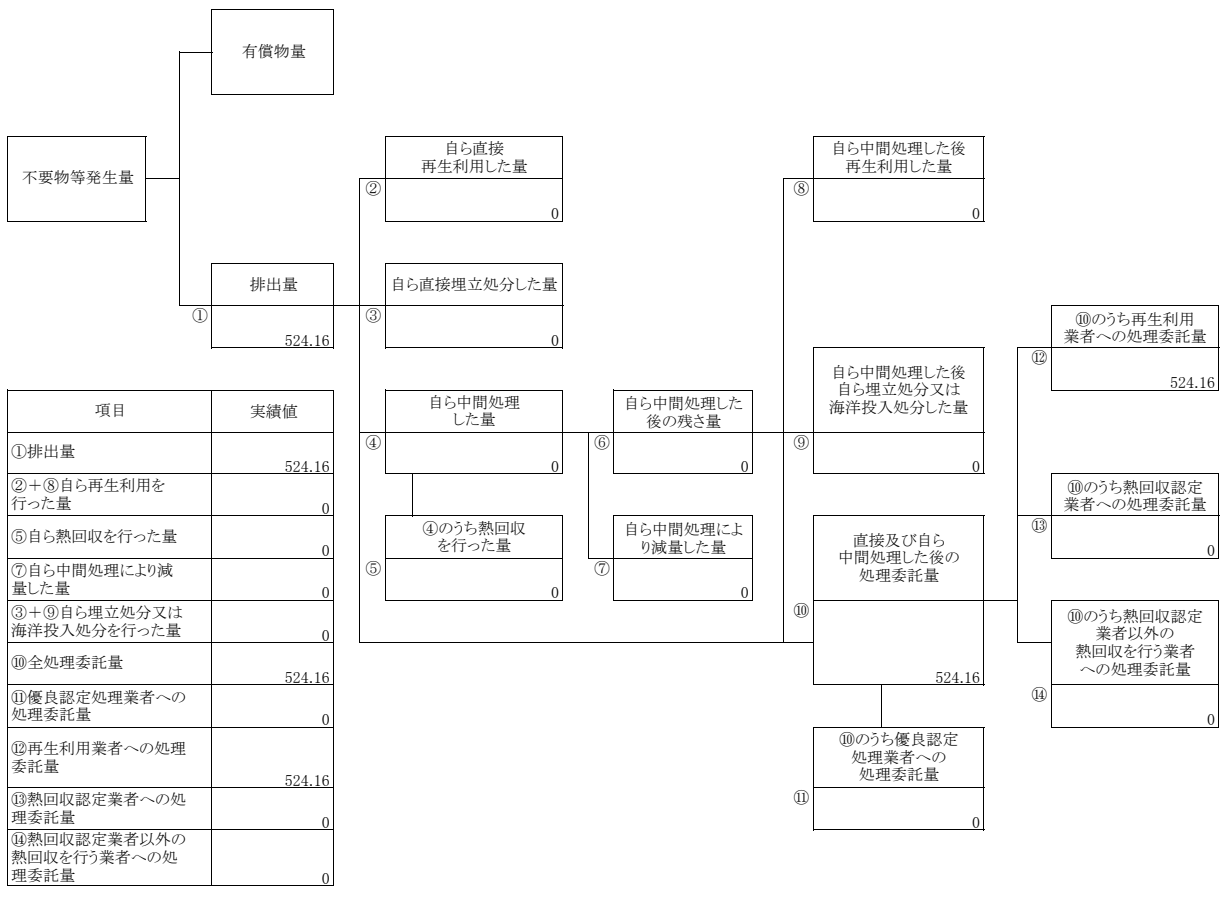 有償物量
不要物等発生量
自ら直接
再生利用した量
②
0
自ら中間処理した後
再生利用した量
⑧
0
排出量
①
524.16
自ら直接埋立処分した量
③
0
自ら中間処理
した量
④
0
自ら中間処理した
後の残さ量
⑥
0
自ら中間処理した後
自ら埋立処分又は
海洋投入処分した量
⑨
0
⑩のうち再生利用
業者への処理委託量
⑫
524.16
④のうち熱回収
を行った量
⑤
0
自ら中間処理によ
り減量した量
⑦
0
直接及び自ら
中間処理した後の
処理委託量
⑩
524.16
⑩のうち熱回収認定
業者への処理委託量
⑬
0
⑩のうち熱回収認定
業者以外の
熱回収を行う業者
への処理委託量
⑭
0
⑩のうち優良認定
処理業者への
処理委託量
⑪
0
項目 実績値
①排出量
524.16
②＋⑧自ら再生利用を
行った量
0
⑤自ら熱回収を行った量
0
⑦自ら中間処理により減
量した量
0
③＋⑨自ら埋立処分又は
海洋投入処分を行った量
0
⑩全処理委託量
524.16
⑪優良認定処理業者への
処理委託量
0
⑫再生利用業者への処理
委託量
524.16
⑬熱回収認定業者への処
理委託量
0
⑭熱回収認定業者以外の
熱回収を行う業者への処
理委託量
0